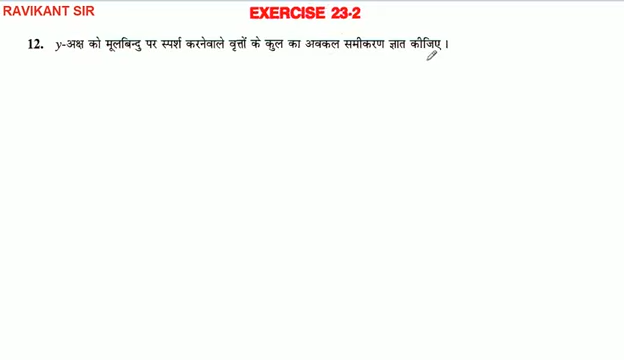 RAVIKANT SIR
EXERCISE 23·2
12. y-अक्ष को मूलबिन्दु पर स्पर्श करनेवाले वृत्तों के कुल का अवकल समीकरण ज्ञात कीजिए।